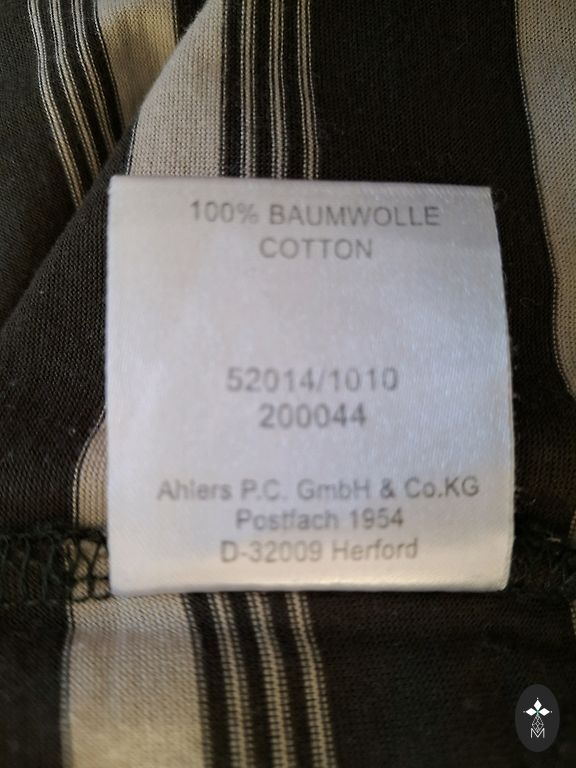 100% BAUMWOLLE
COTTON
52014/1010
200044
Ahlers P.C. GmbH & Co.KG
Postfach 1954
D-32009 Herford